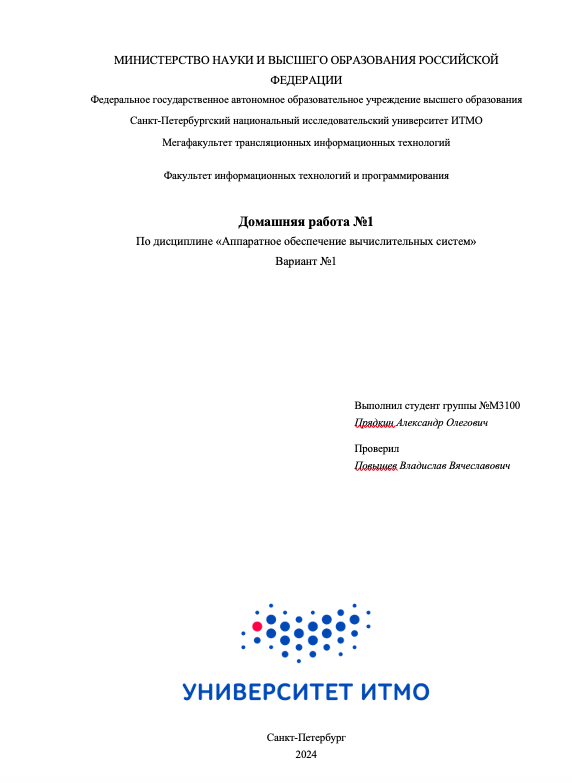 МИНИСТЕРСТВО НАУКИ И ВЫСШЕГО ОБРАЗОВАНИЯ РОССИЙСКОЙ
ФЕДЕРАЦИИ
Федеральное государственное автономное образовательное учреждение высшего образования
Санкт-Петербургский национальный исследовательский университет ИТМО
Мегафакультет трансляционных информационных технологий
Факультет информационных технологий и программирования
Домашняя работа №1
По дисциплине «Аппаратное обеспечение вычислительных систем»
Вариант №1
Выполнил студент группы №М3100
Прядкин Александр Олегович
Проверил
Повышев Владислав Вячеславович
УНИВЕРСИТЕТ ИТМО
Санкт-Петербург
2024